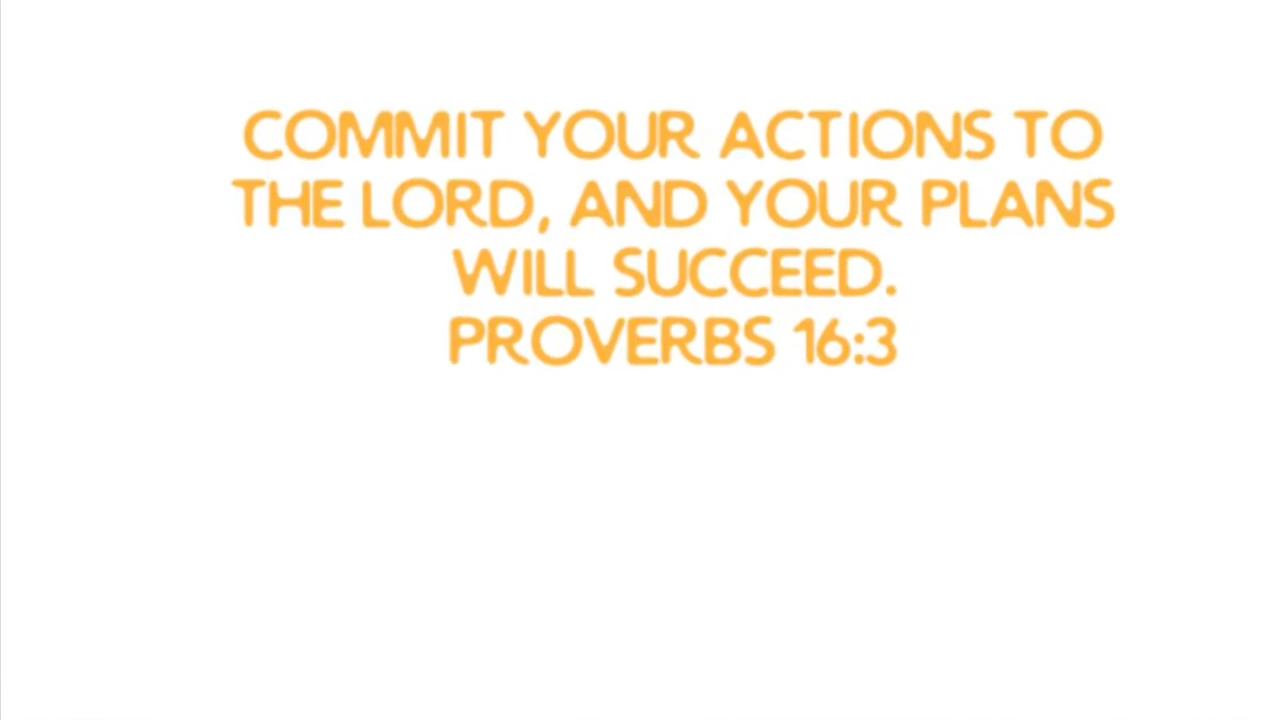 COMMIT YOUR ACTIONS TO
THE LORD, AND YOUR PLANS
WILL SUCCEED.
PROVERBS 16:3